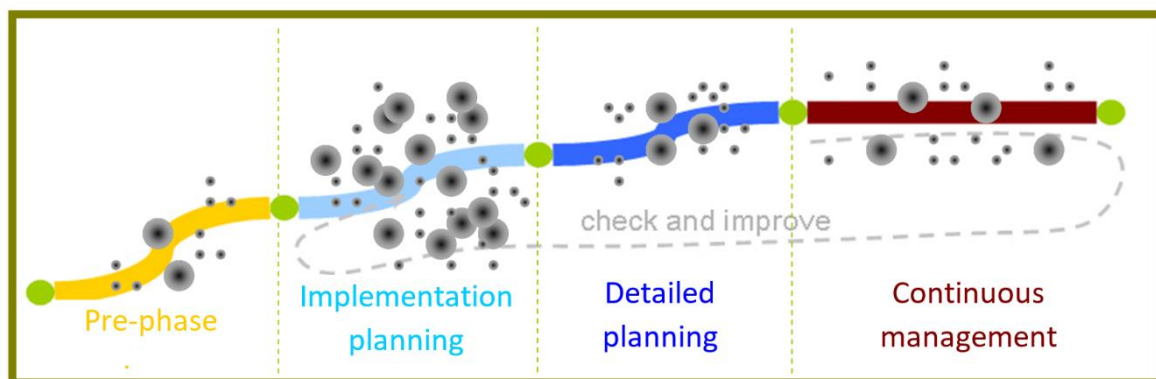 check and improve
Pre-phase
Implementation
planning
Detailed
planning
Continuous
management